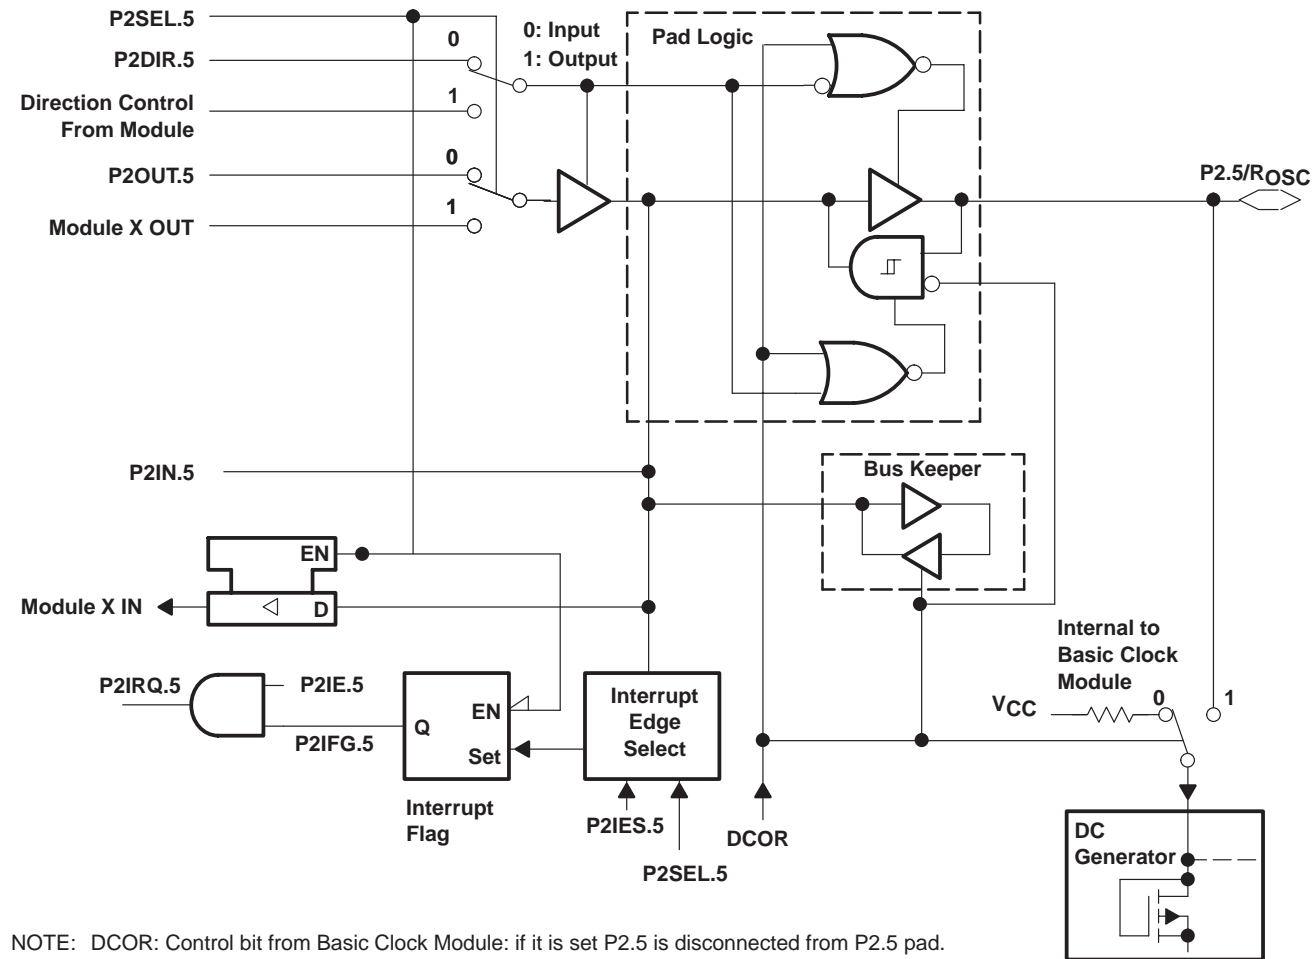 P2SEL.5
P2DIR.5
Direction Control
From Module
P2OUT.5
Module X OUT
0
1
0
1
0: Input
1: Output
Pad Logic
P2.5/ROSC
P2IN.5
Bus Keeper
EN
D
Module X IN
P2IRQ.5
P2IE.5
P2IFG.5
Q
EN
Set
Interrupt
Flag
Interrupt
Edge
Select
P2IES.5
P2SEL.5
DCOR
Internal to
Basic Clock
Module
VCC
0
1
DC
Generator
NOTE: DCOR: Control bit from Basic Clock Module: if it is set P2.5 is disconnected from P2.5 pad.